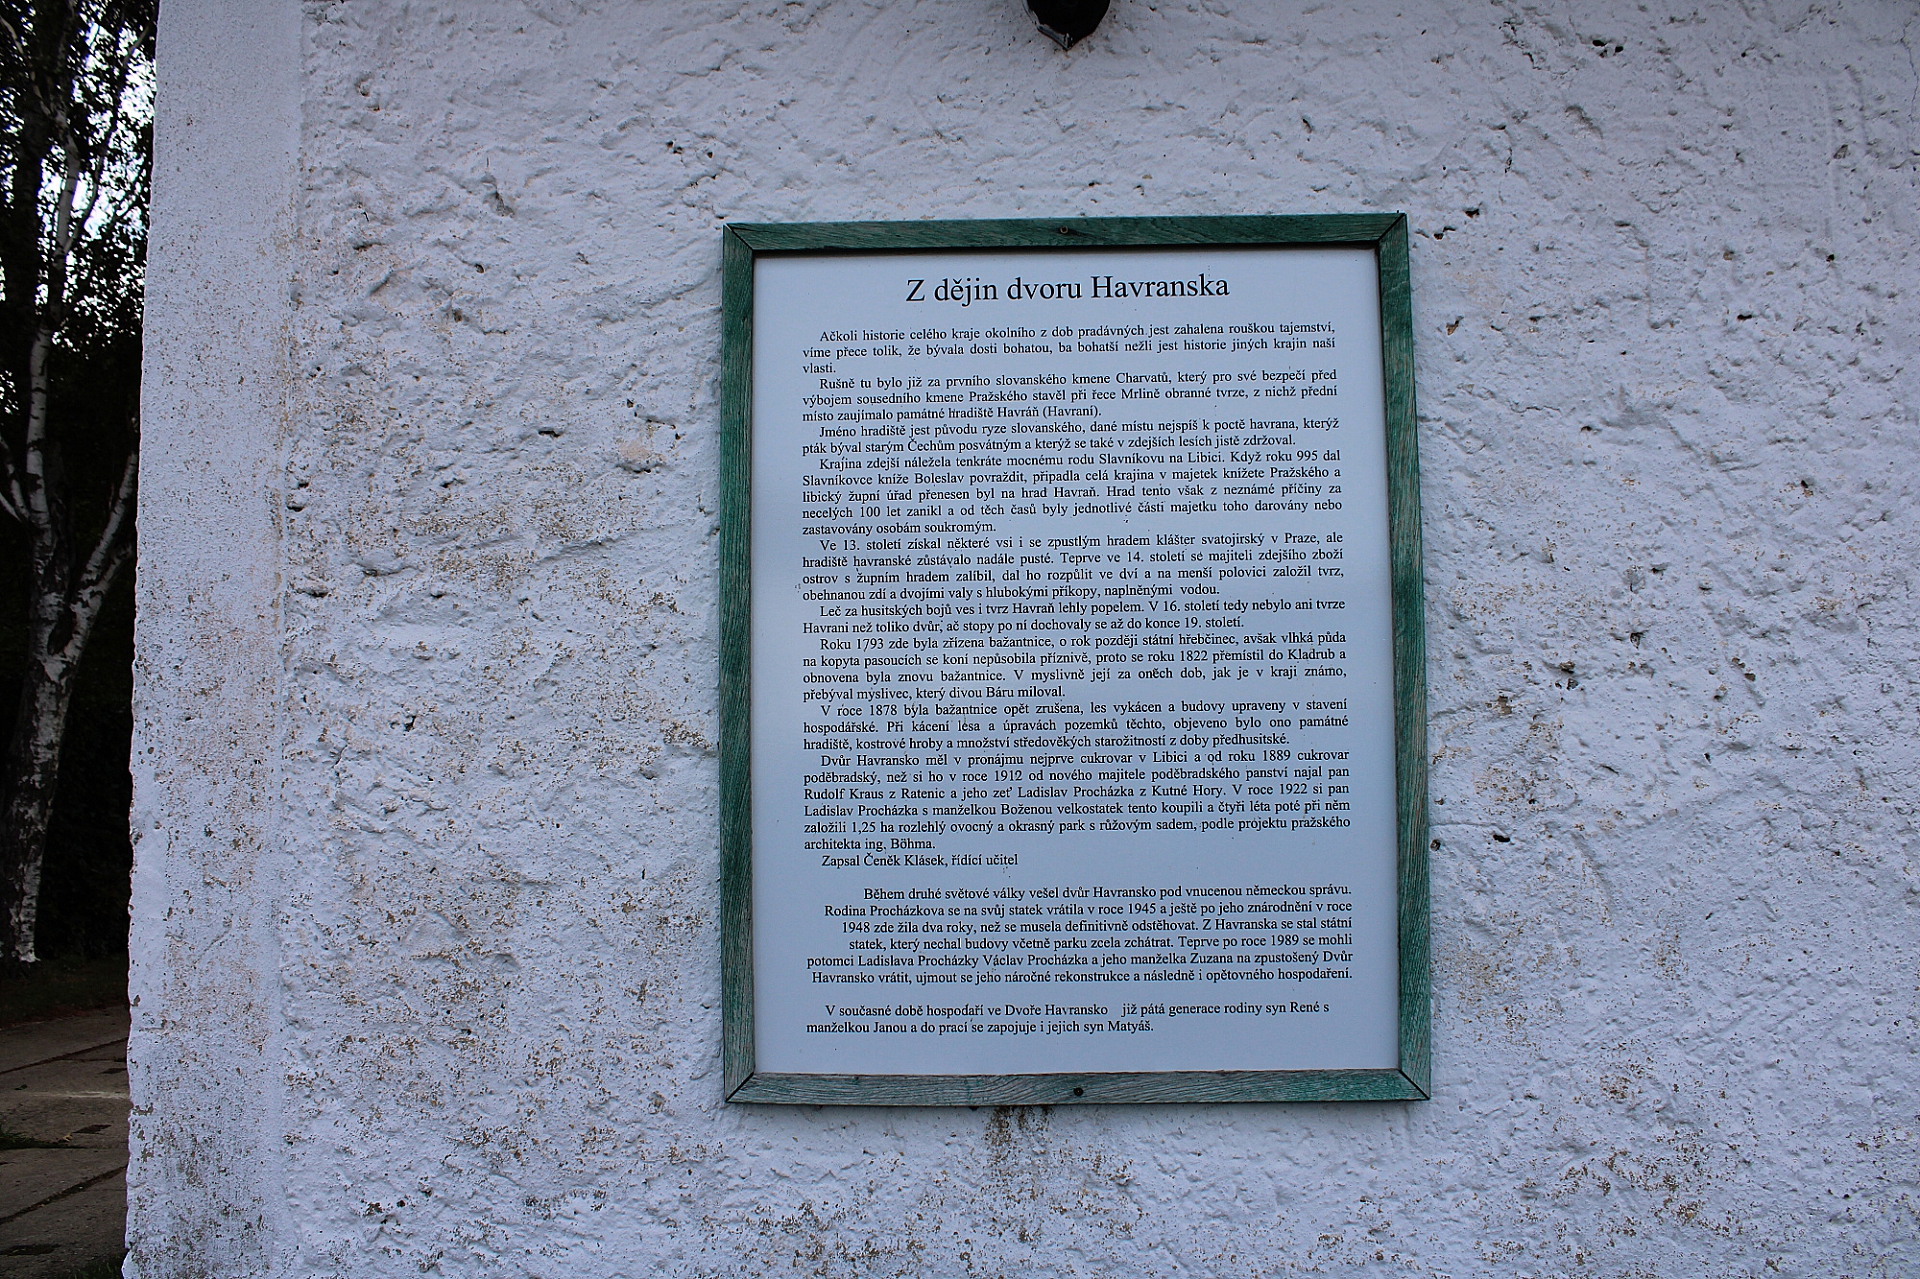 Z dějin dvoru Havranska
Ačkoli historie celého kraje okolního z dob pradávných jest zahalena rouškou tajemství,
víme přece tolik, že bývala dosti bohatou, ba bohatší nežli jest historie jiných krajin naší
vlasti.
Rušně tu bylo již za prvního slovanského kmene Charvatů, který pro své bezpečí před
výbojem sousedního kmene Pražského stavěl při řece Mrlině obranné tvrze, z nichž přední
místo zaujímalo památné hradiště Havráň (Havraní).
Jméno hradiště jest původu ryze slovanského, dané místu nejspíš k poctě havrana, kterýž
pták býval starým Čechům posvátným a kterýž se také v zdejších lesích jistě zdržoval.
Krajina zdejší náležela tenkráte mocnému rodu Slavníkovu na Libici. Když roku 995 dal
Slavníkovce kníže Boleslav povraždit, připadla celá krajina v majetek knížete Pražského a
libický župní úřad přenesen byl na hrad Havraň. Hrad tento však z neznámé příčiny za
necelých 100 let zanikl a od těch časů byly jednotlivé části majetku toho darovány nebo
zastavovány osobám soukromým.
Ve 13. století získal některé vsi i se zpustlým hradem klášter svatojirský v Praze, ale
hradiště havranské zůstávalo nadále pusté. Teprve ve 14. století se majiteli zdejšího zboží
ostrov s župním hradem zalíbil, dal ho rozpůlit ve dví a na menší polovici založil tvrz,
obehnanou zdí a dvojími valy s hlubokými příkopy, naplněnými vodou.
Leč za husitských bojů ves i tvrz Havraň lehly popelem. V 16. století tedy nebylo ani tvrze
Havrani než toliko dvůr, ač stopy po ní dochovaly se až do konce 19. století.
Roku 1793 zde byla zřízena bažantnice, o rok později státní hřebčinec, avšak vlhká půda
na kopyta pasoucích se koní nepůsobila příznivě, proto se roku 1822 přemístil do Kladrub a
obnovena byla znovu bažantnice. V myslivně její za oněch dob, jak je v kraji známo,
přebýval myslivec, který divou Báru miloval.
V roce 1878 byla bažantnice opět zrušena, les vykácen a budovy upraveny v stavení
hospodářské. Při kácení lesa a úpravách pozemků těchto, objeveno bylo ono památné
hradiště, kostrové hroby a množství středověkých starožitností z doby předhusitské.
Dvůr Havransko měl v pronájmu nejprve cukrovar v Libici a od roku 1889 cukrovar
poděbradský, než si ho v roce 1912 od nového majitele poděbradského panství najal pan
Rudolf Kraus z Ratenic a jeho zeť Ladislav Procházka z Kutné Hory. V roce 1922 si pan
Ladislav Procházka s manželkou Boženou velkostatek tento koupili a čtyři léta poté při něm
založili 1,25 ha rozlehlý ovocný a okrasný park s růžovým sadem, podle projektu pražského
architekta ing, Böhma.
Zapsal Čeněk Klásek, řídící učitel
Během druhé světové války vešel dvůr Havransko pod vnucenou německou správu.
Rodina Procházkova se na svůj statek vrátila v roce 1945 a ještě po jeho znárodnění v roce
1948 zde žila dva roky, než se musela definitivně odstěhovat. Z Havranska se stal státní
statek, který nechal budovy včetně parku zcela zchátrat. Teprve po roce 1989 se mohli
potomci Ladislava Procházky Václav Procházka a jeho manželka Zuzana na zpustošený Dvůr
Havransko vrátit, ujmout se jeho náročné rekonstrukce a následně i opětovného hospodaření.
V současné době hospodaří ve Dvoře Havransko již pátá generace rodiny syn René s
manželkou Janou a do prací se zapojuje i jejich syn Matyáš.